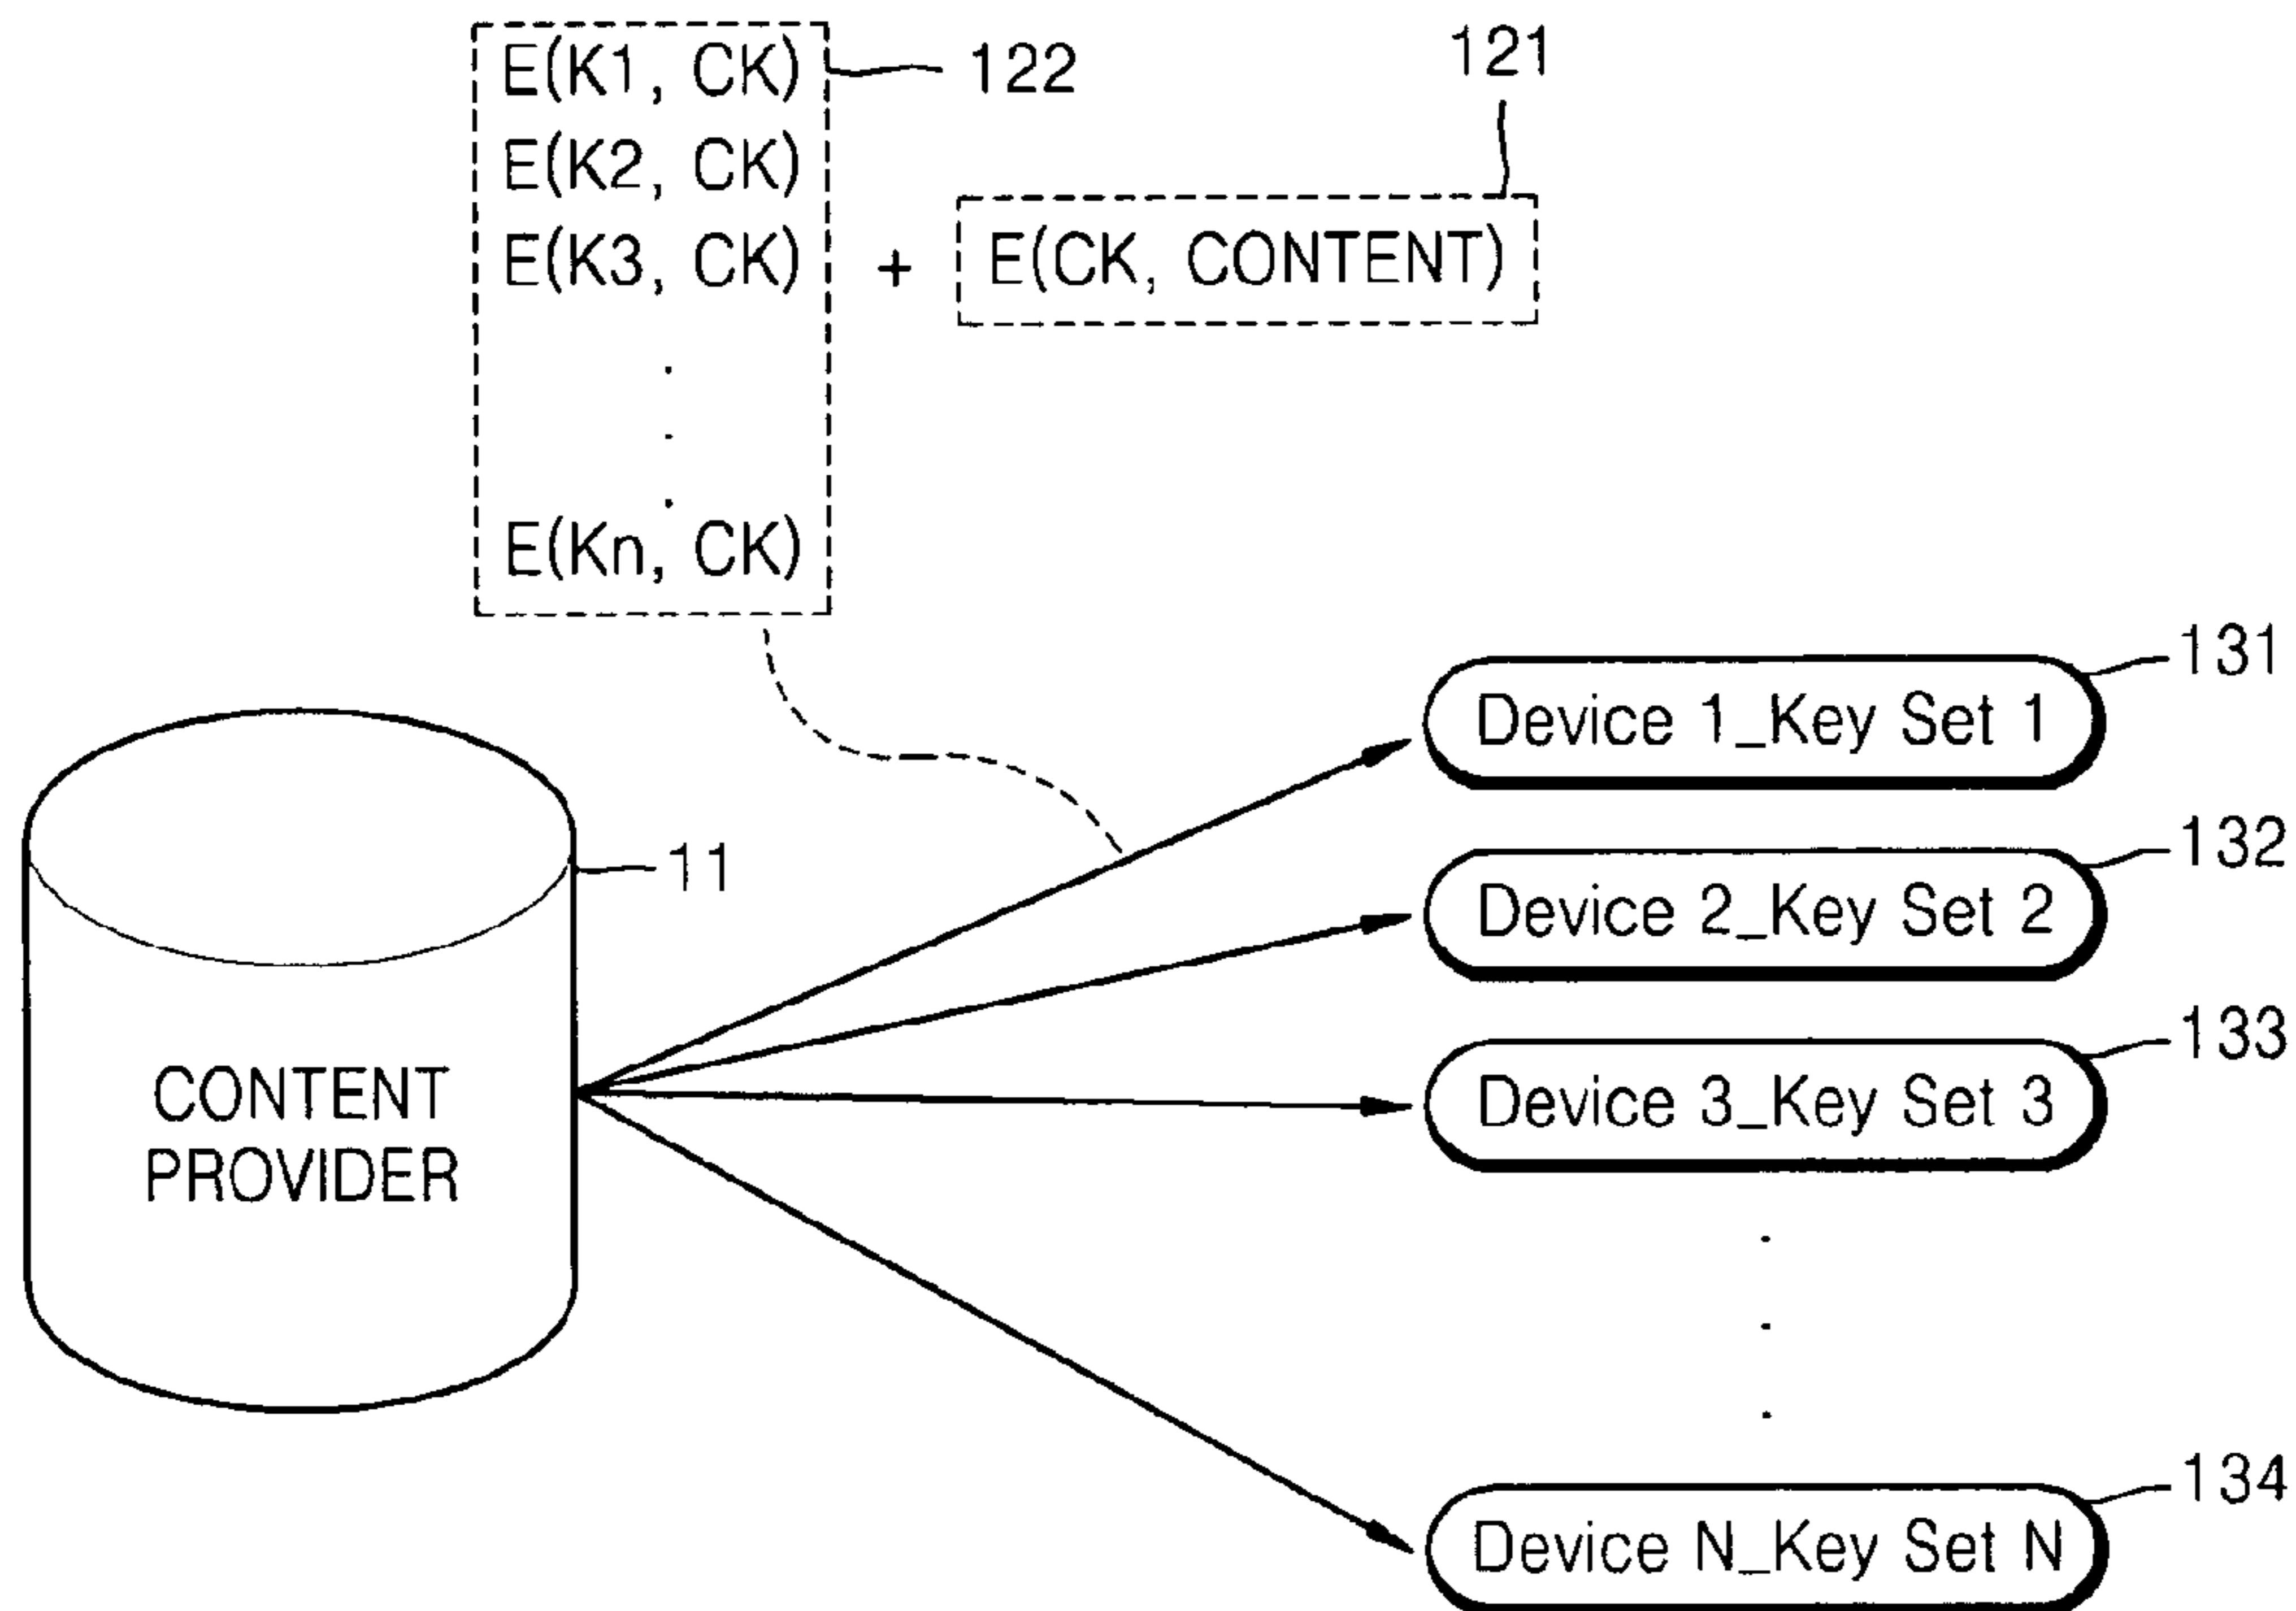 E(K1, CK)
122
121
E(K2, CK)
E(K3, CK)
+
E(CK, CONTENT)
.
.
.
E(Kn, CK)
131
Device 1_Key Set 1
132
Device 2_Key Set 2
11
133
Device 3_Key Set 3
CONTENT
PROVIDER
.
.
.
134
Device N_Key Set N